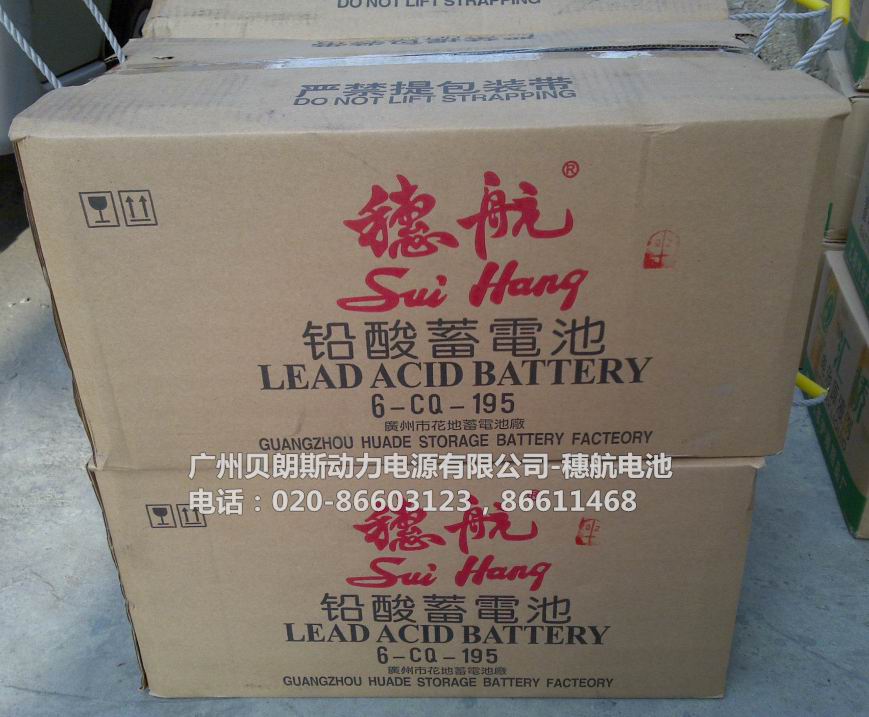 DO NOT LIFT STRAPPING
严禁提包装带
DO NOT LIFT STRAPPING
穗航®
Sui Hang
铅酸蓄電池
LEAD ACID BATTERY
6-CQ-195
廣州市花地蓄電池廠
GUANGZHOU HUADE STORAGE BATTERY FACTEORY
广州贝朗斯动力电源有限公司-穗航电池
电话：020-86603123，86611468
穗航®
Sui Hang
铅酸蓄電池
LEAD ACID BATTERY
6-CQ-195
廣州市花地蓄電池廠
GUANGZHOU HUADE STORAGE BATTERY FACTEORY